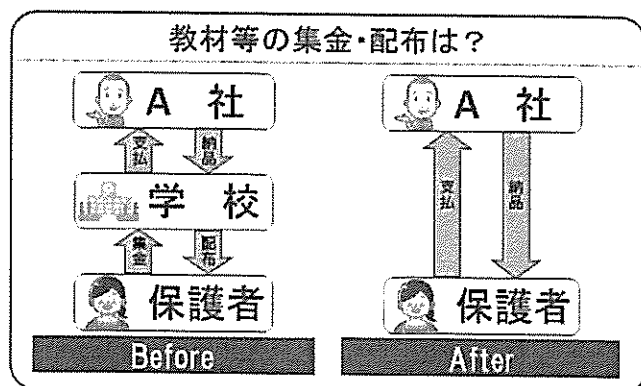 教材等の集金・配布は？
A 社
支払
納品
学 校
集金
配布
保護者
Before
A 社
支払
納品
保護者
After